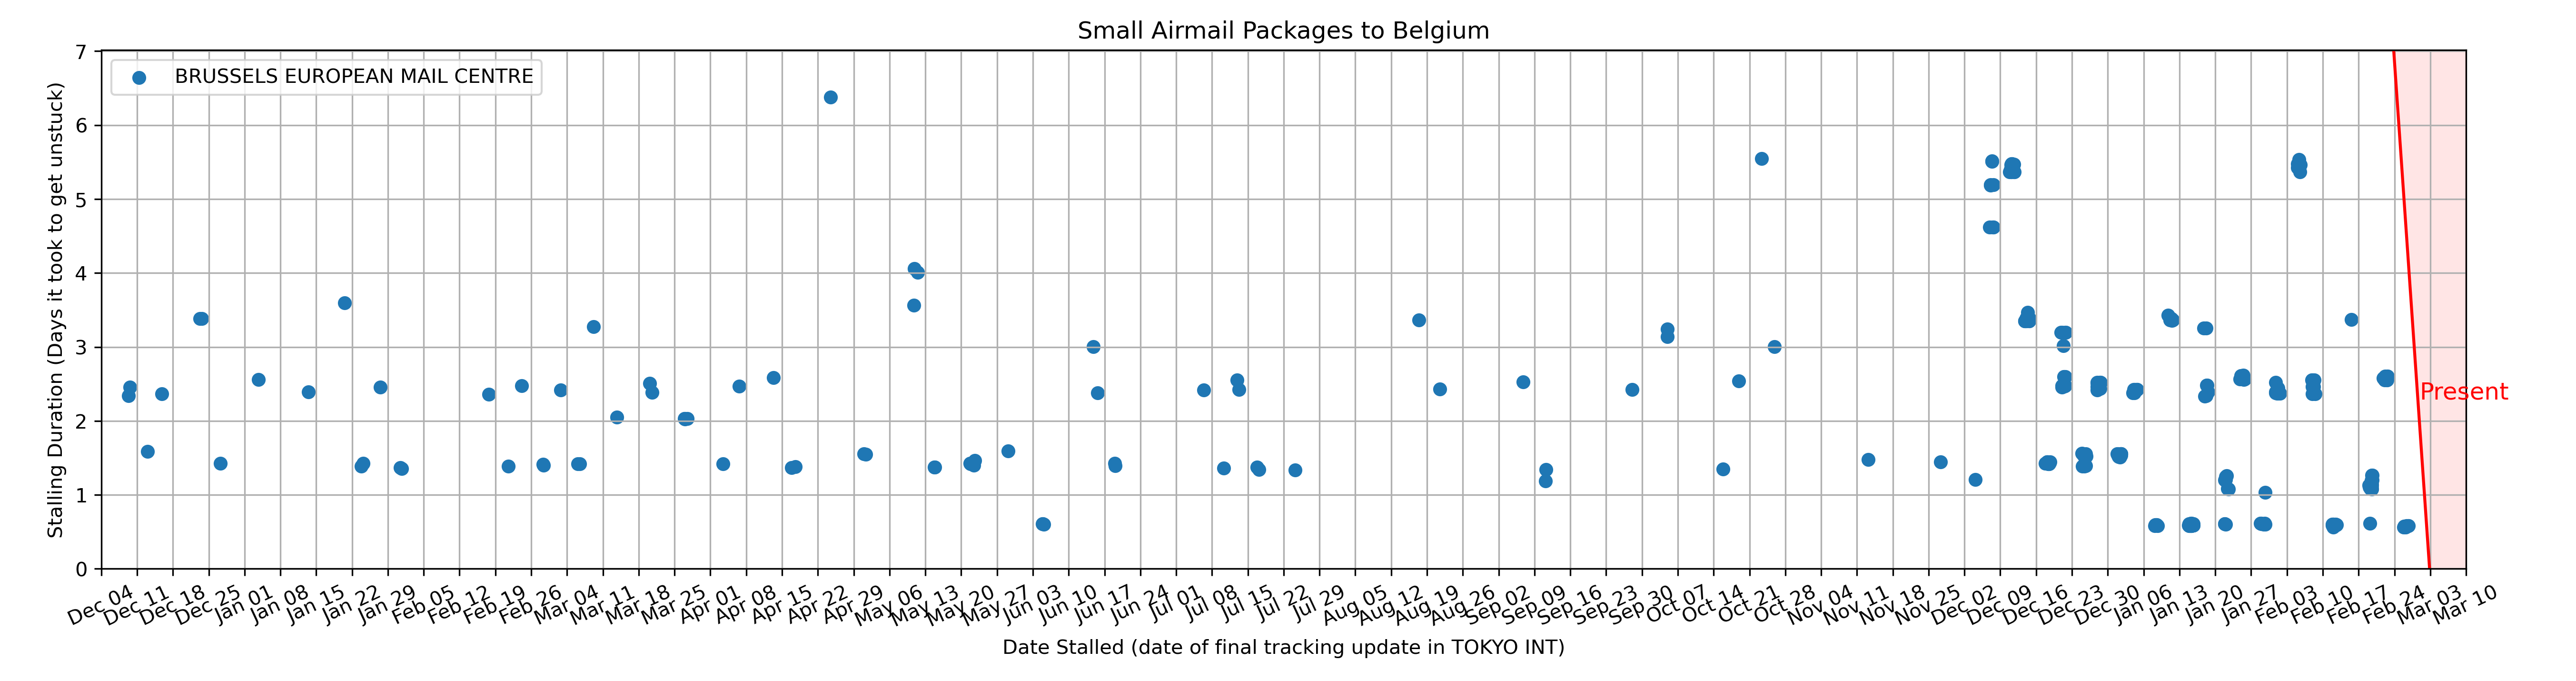 Small Airmail Packages to Belgium
BRUSSELS EUROPEAN MAIL CENTRE
Stalling Duration (Days it took to get unstuck)
7
6
5
4
3
2
1
0
Present
Dec 04
Dec 11
Dec 18
Dec 25
Jan 01
Jan 08
Jan 15
Jan 22
Jan 29
Feb 05
Feb 12
Feb 19
Feb 26
Mar 04
Mar 11
Mar 18
Mar 25
Apr 01
Apr 08
Apr 15
Apr 22
Apr 29
May 06
May 13
May 20
May 27
Jun 03
Jun 10
Jun 17
Jun 24
Jul 01
Jul 08
Jul 15
Jul 22
Jul 29
Aug 05
Aug 12
Aug 19
Aug 26
Sep 02
Sep 09
Sep 16
Sep 23
Sep 30
Oct 07
Oct 14
Oct 21
Oct 28
Nov 04
Nov 11
Nov 18
Nov 25
Dec 02
Dec 09
Dec 16
Dec 23
Dec 30
Jan 06
Jan 13
Jan 20
Jan 27
Feb 03
Feb 10
Feb 17
Feb 24
Mar 03
Mar 10
Date Stalled (date of final tracking update in TOKYO INT)